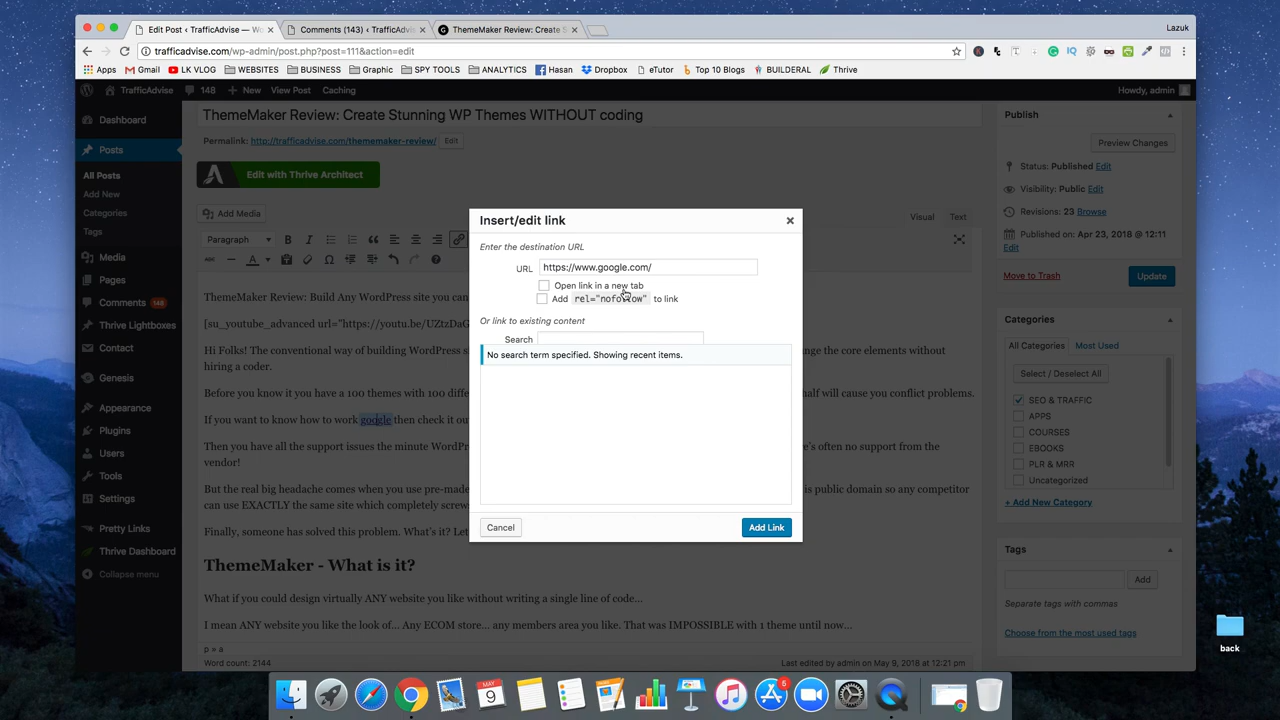 Edit Post ‹ TrafficAdvise — Wo
Comments (143) ‹ TrafficAdvis
ThemeMaker Review: Create S
Lazuk
trafficadvise.com/wp-admin/post.php?post=111&action=edit
Apps
Gmail
LK VLOG
WEBSITES
BUSINESS
Graphic
SPY TOOLS
ANALYTICS
Hasan
Dropbox
eTutor
Top 10 Blogs
BUILDERAL
Thrive
TrafficAdvise
148
New
View Post
Caching
Howdy, admin
Dashboard
Posts
All Posts
Add New
Categories
Tags
Media
Pages
Comments 148
Thrive Lightboxes
Contact
Genesis
Appearance
Plugins
Users
Tools
Settings
Pretty Links
Thrive Dashboard
Collapse menu
ThemeMaker Review: Create Stunning WP Themes WITHOUT coding
Permalink: http://trafficadvise.com/thememaker-review/ Edit
Edit with Thrive Architect
Add Media
Visual
Text
Paragraph
ThemeMaker Review: Build Any WordPress site you can
[su_youtube_advanced url="https://youtu.be/UZtzDaG
Hi Folks! The conventional way of building WordPress si
nge the core elements without
hiring a coder.
Before you know it you have a 100 themes with 100 diffe
half will cause you conflict problems.
If you want to know how to work google then check it ou
Then you have all the support issues the minute WordPr
e's often no support from the
vendor!
But the real big headache comes when you use pre-made
is public domain so any competitor
can use EXACTLY the same site which completely screw
Finally, someone has solved this problem. What's it? Let
ThemeMaker - What is it?
What if you could design virtually ANY website you like without writing a single line of code...
I mean ANY website you like the look of... Any ECOM store... any members area you like. That was IMPOSSIBLE with 1 theme until now...
p » a
Word count: 2144
Last edited by admin on May 9, 2018 at 12:21 pm
Insert/edit link
Enter the destination URL
URL
https://www.google.com/
Open link in a new tab
Add rel="nofollow" to link
Or link to existing content
Search
No search term specified. Showing recent items.
Cancel
Add Link
Publish
Preview Changes
Status: Published Edit
Visibility: Public Edit
Revisions: 23 Browse
Published on: Apr 23, 2018 @ 12:11
Edit
Move to Trash
Update
Categories
All Categories
Most Used
Select / Deselect All
SEO & TRAFFIC
APPS
COURSES
EBOOKS
PLR & MRR
Uncategorized
+ Add New Category
Tags
Add
Separate tags with commas
Choose from the most used tags
back
MAY
9
5